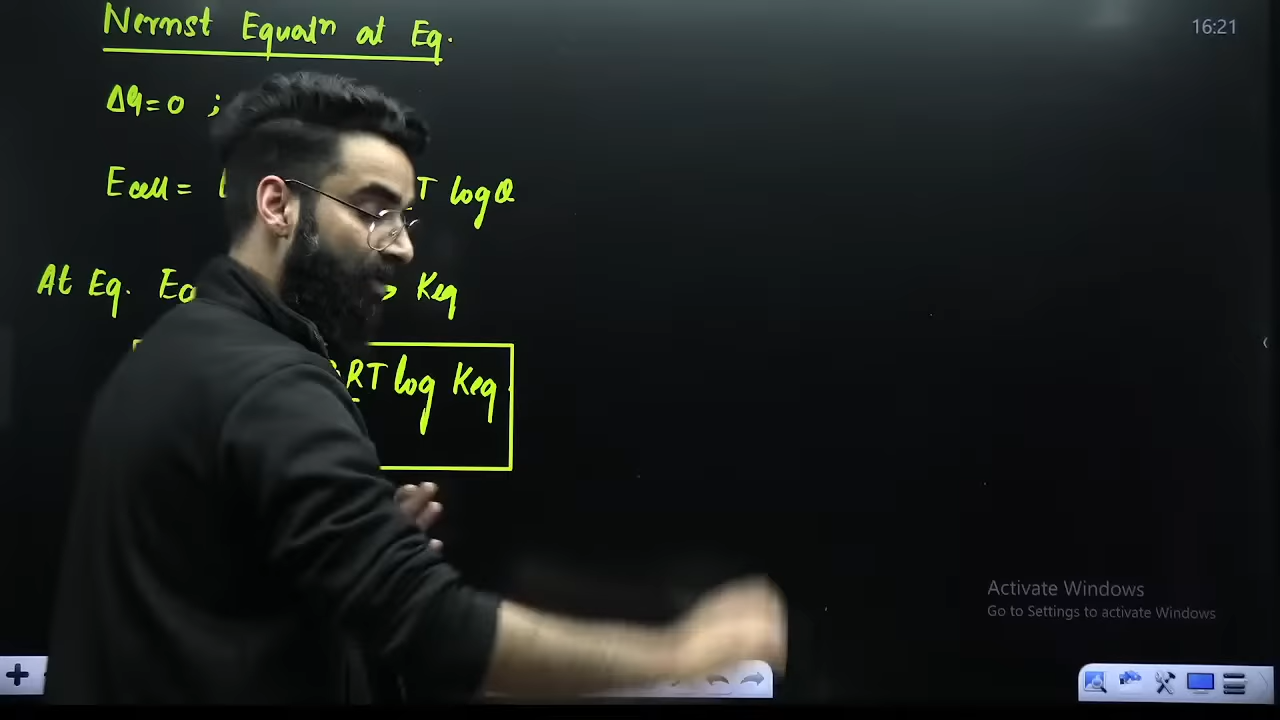 Nernst Equatn at Eq.
16:21
ΔG=0 ;
Ecell = T log Q
At Eq. Keq
RT log Keq
Activate Windows
Go to Settings to activate Windows